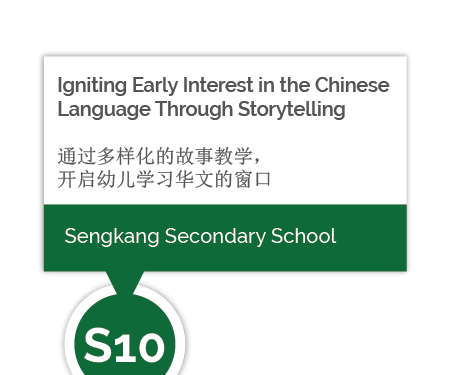 Igniting Early Interest in the Chinese
Language Through Storytelling
通过多样化的故事教学，
开启幼儿学习华文的窗口
Sengkang Secondary School
S10